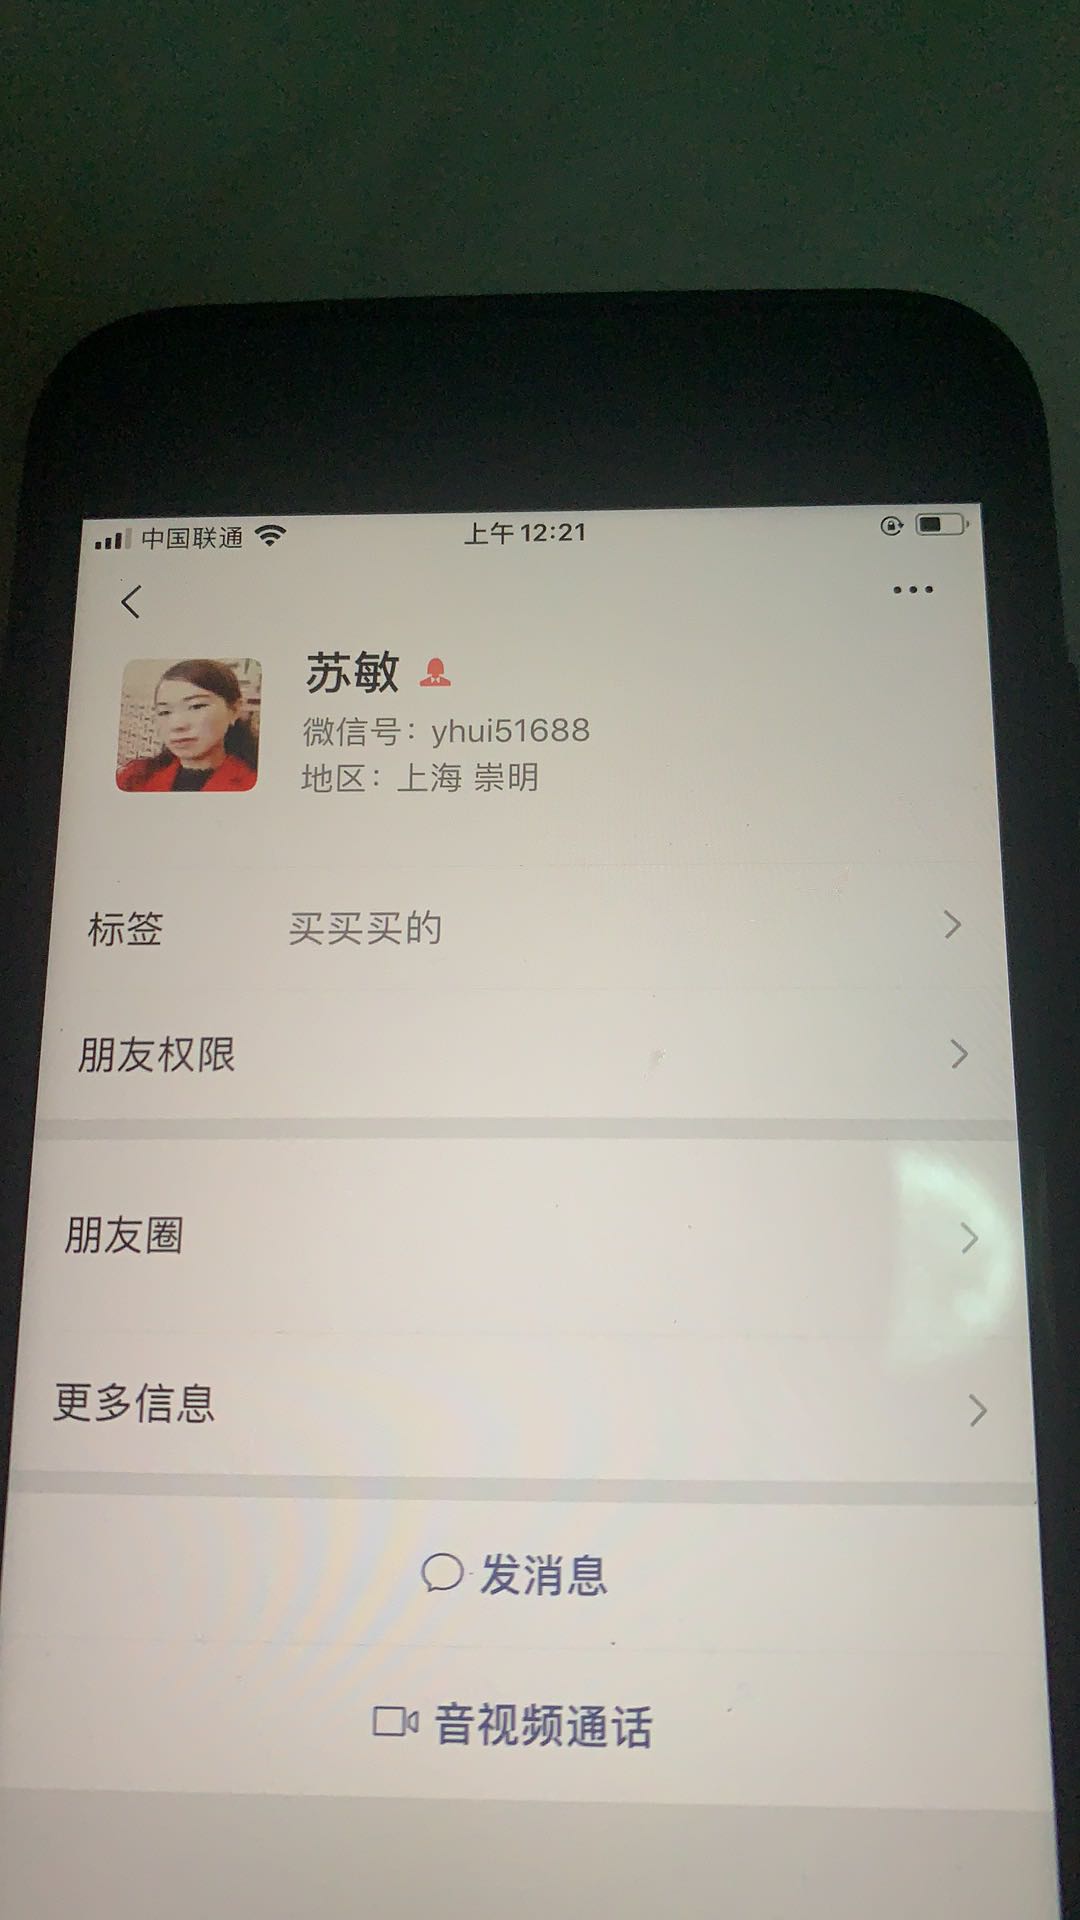 中国联通
上午12:21
苏敏
微信号：yhui51688
地区：上海 崇明
标签 买买买的
朋友权限
朋友圈
更多信息
发消息
音视频通话